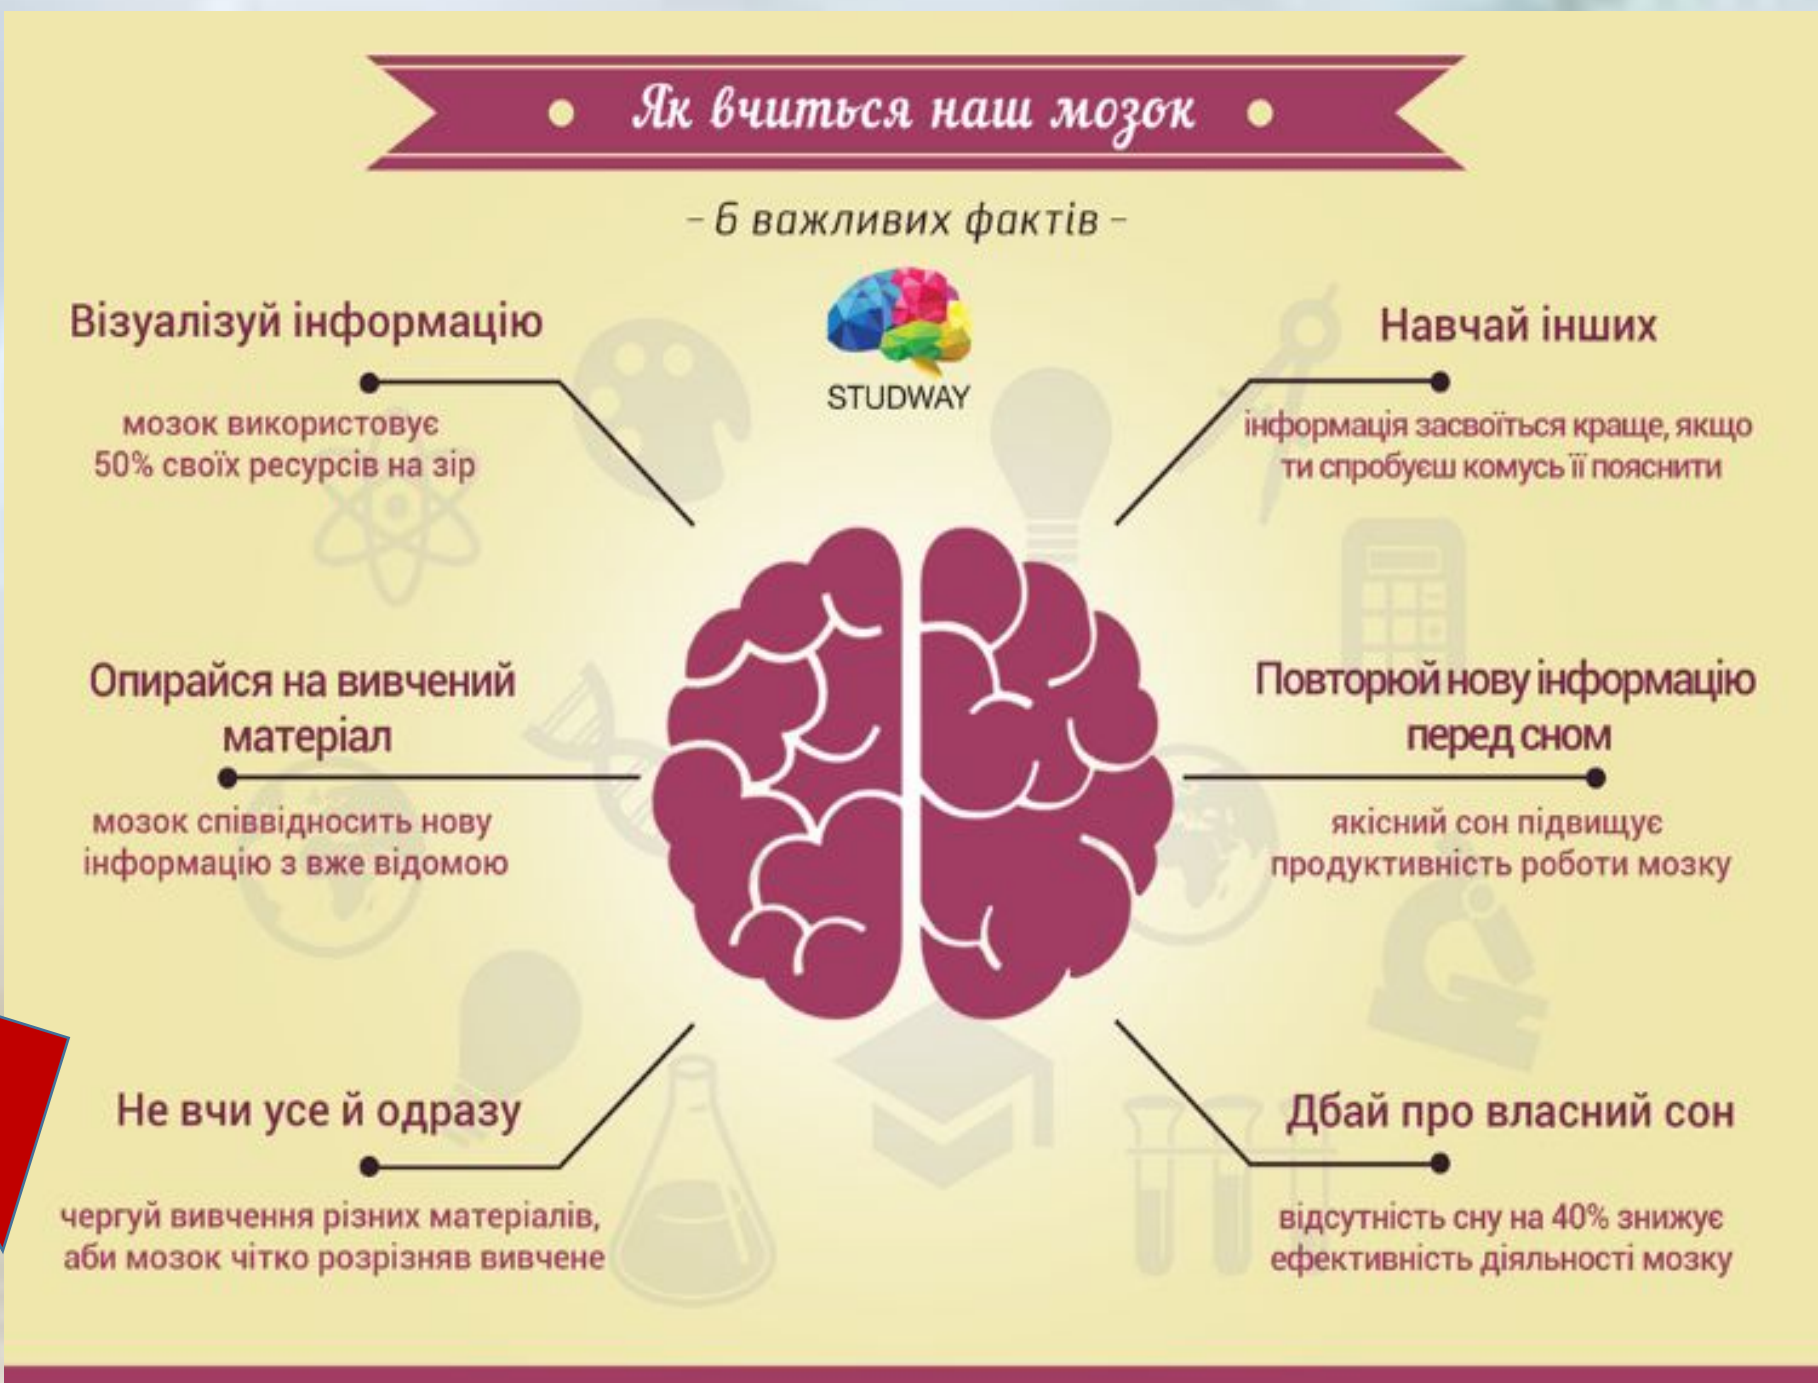 Як вчиться наш мозок
- 6 важливих фактів -
STUDWAY
Візуалізуй інформацію
мозок використовує
50% своїх ресурсів на зір
Навчай інших
інформація засвоїться краще, якщо
ти спробуєш комусь її пояснити
Опирайся на вивчений
матеріал
мозок співвідносить нову
інформацію з вже відомою
Повторюй нову інформацію
перед сном
якісний сон підвищує
продуктивність роботи мозку
Не вчи усе й одразу
чергуй вивчення різних матеріалів,
аби мозок чітко розрізняв вивчене
Дбай про власний сон
відсутність сну на 40% знижує
ефективність діяльності мозку